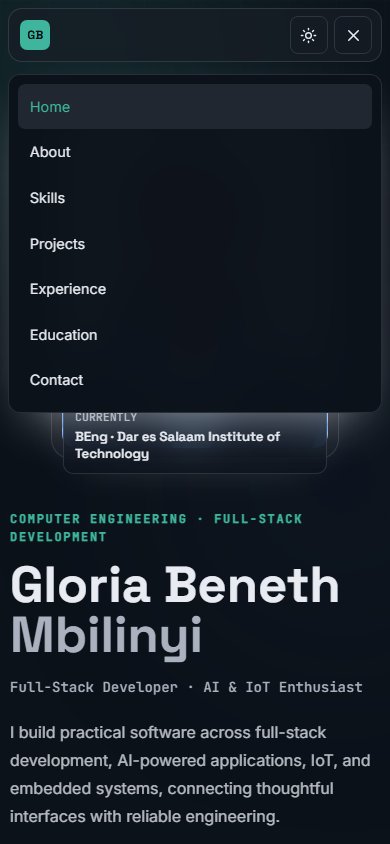 GB
Home
About
Skills
Projects
Experience
Education
Contact
CURRENTLY
BEng · Dar es Salaam Institute of
Technology
COMPUTER ENGINEERING · FULL-STACK
DEVELOPMENT
Gloria Beneth
Mbilinyi
Full-Stack Developer · AI & IoT Enthusiast
I build practical software across full-stack
development, AI-powered applications, IoT, and
embedded systems, connecting thoughtful
interfaces with reliable engineering.